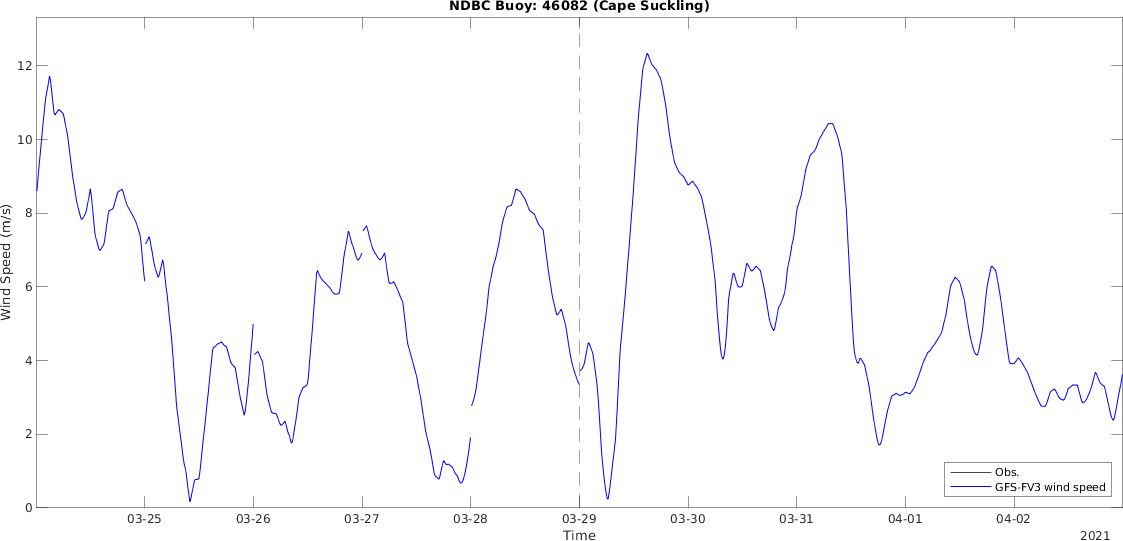 NDBC Buoy: 46082 (Cape Suckling)
Wind Speed (m/s)
12
10
8
6
4
2
0
03-25 03-26 03-27 03-28 03-29 03-30 03-31 04-01 04-02
Time
2021
Obs.
GFS-FV3 wind speed